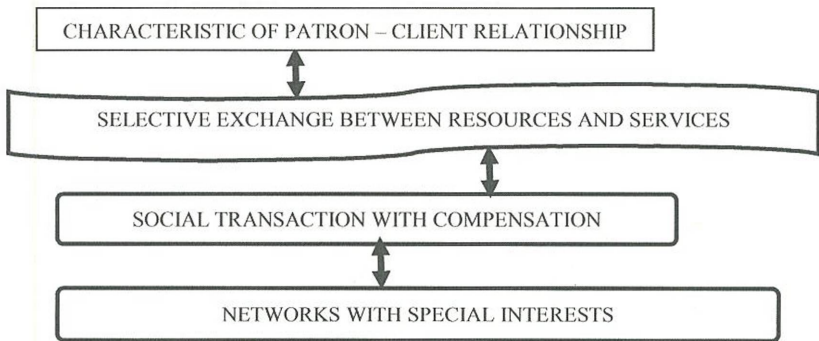 CHARACTERISTIC OF PATRON – CLIENT RELATIONSHIP
SELECTIVE EXCHANGE BETWEEN RESOURCES AND SERVICES
SOCIAL TRANSACTION WITH COMPENSATION
NETWORKS WITH SPECIAL INTERESTS